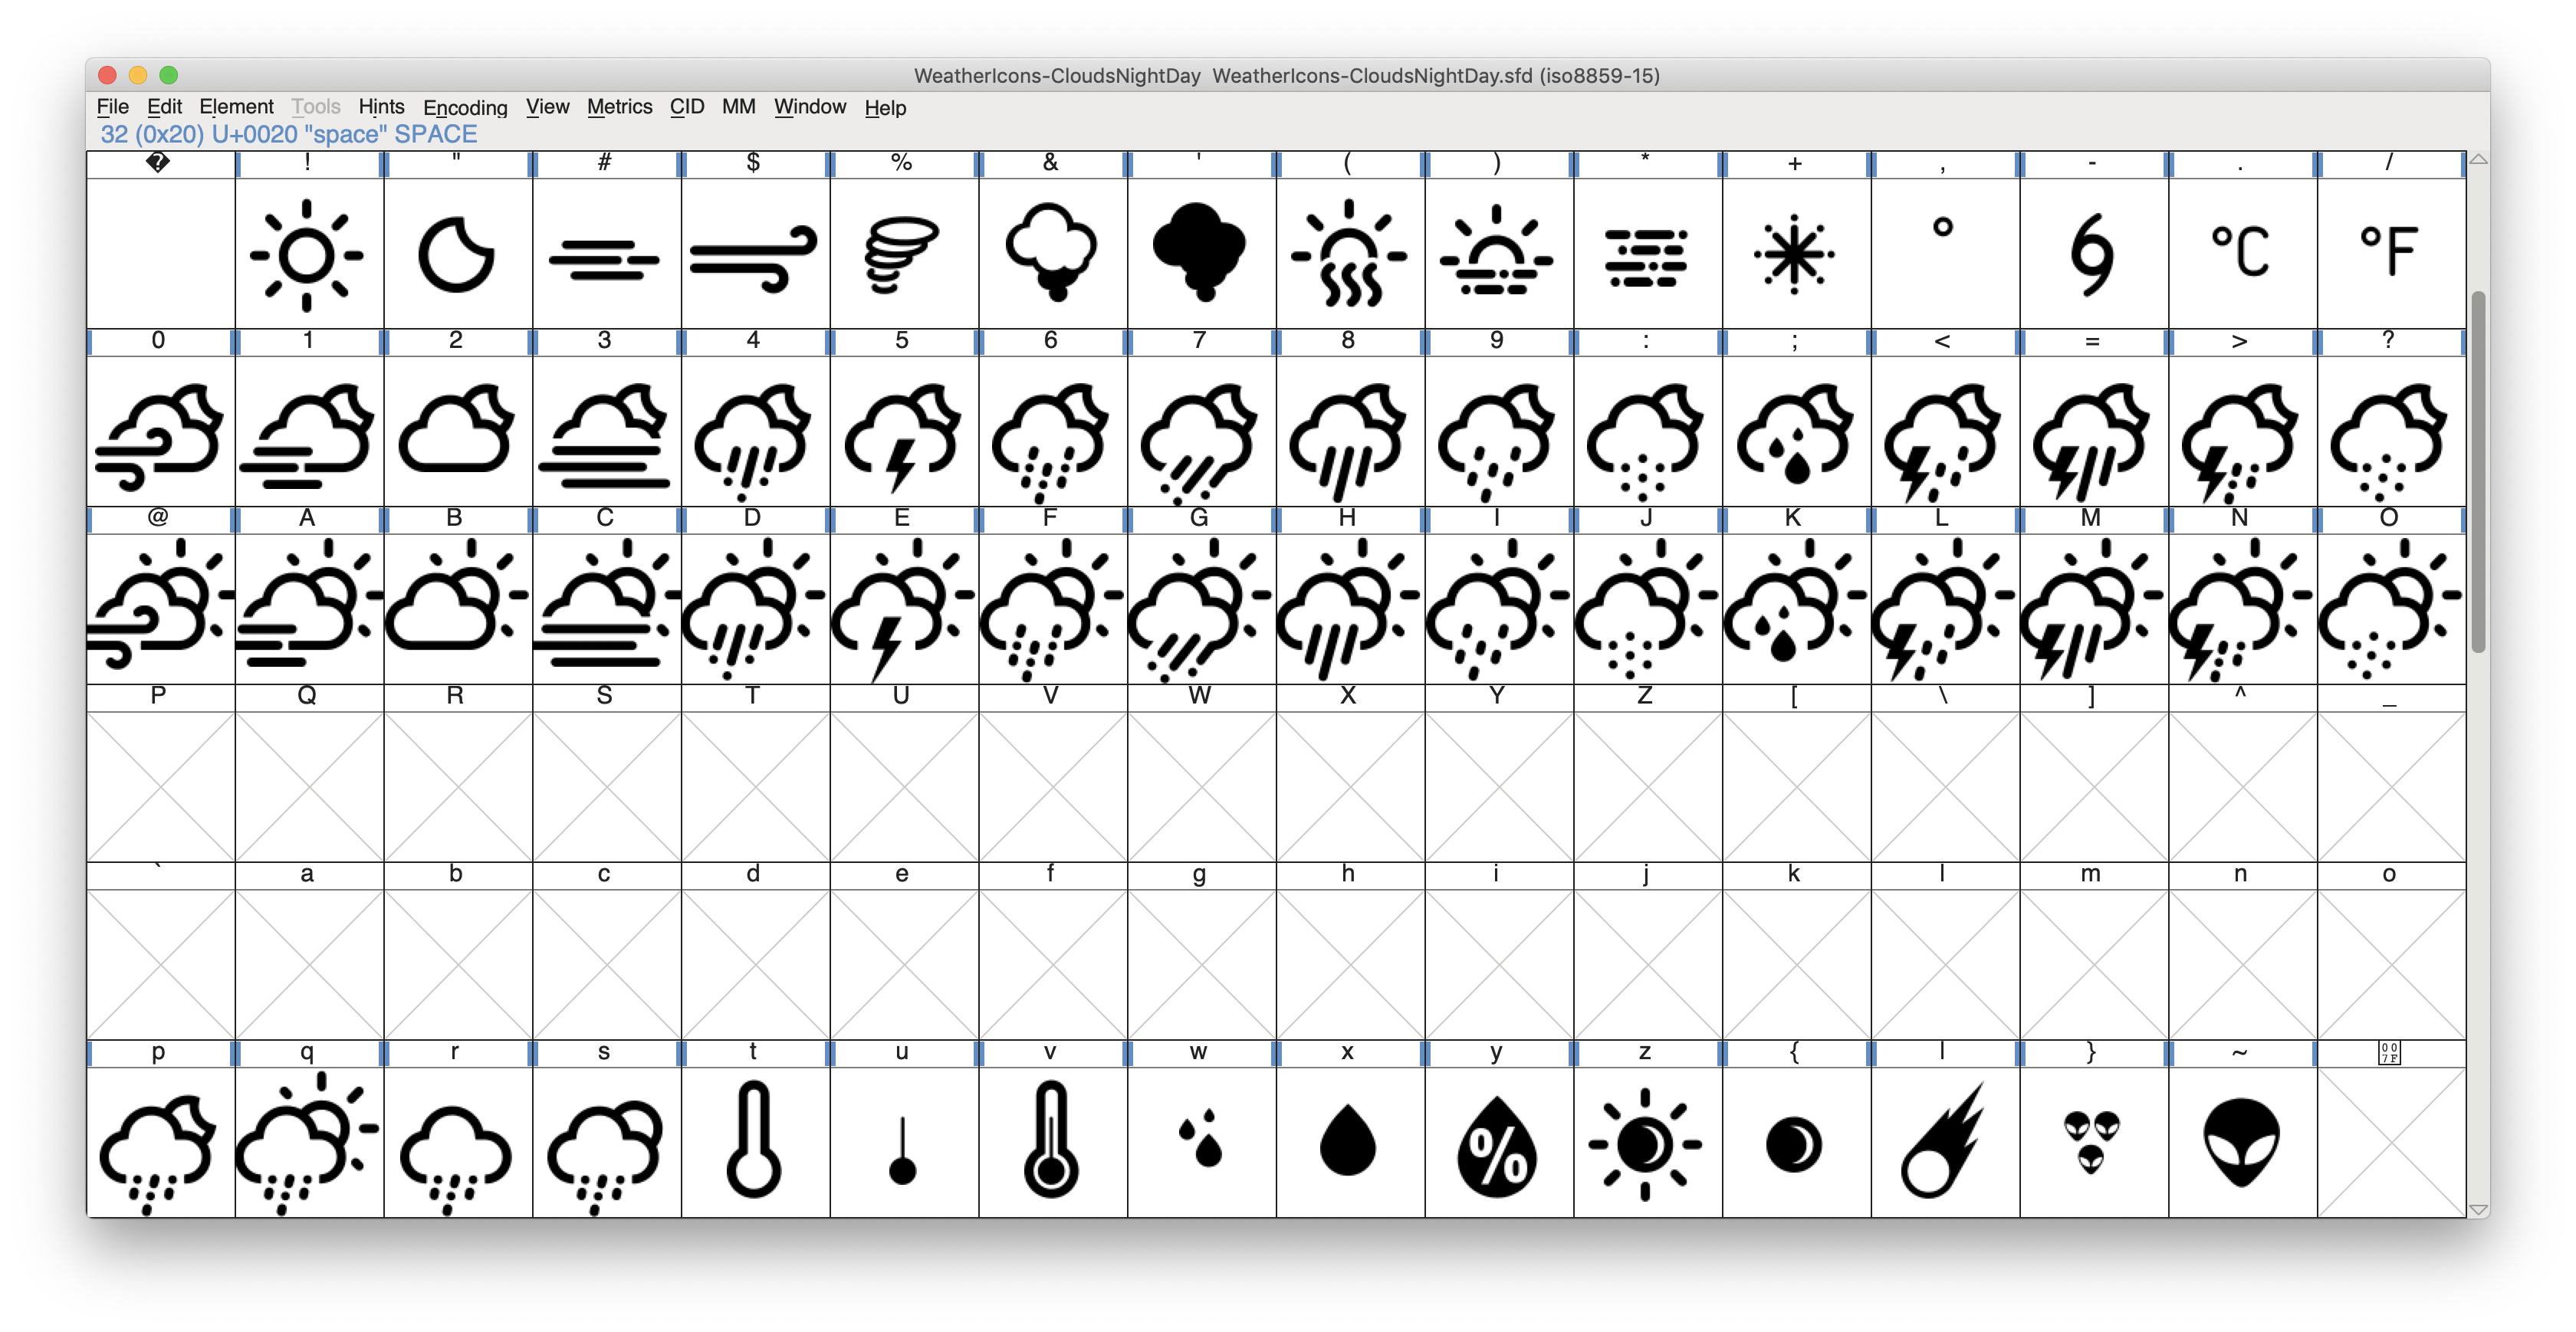 WeatherIcons-CloudsNightDay WeatherIcons-CloudsNightDay.sfd (iso8859-15)
File Edit Element Tools Hints Encoding View Metrics CID MM Window Help
32 (0x20) U+0020 "space" SPACE
� ! " # $ % & ' ( ) * + , - . /
°C °F
0 1 2 3 4 5 6 7 8 9 : ; < = > ?
@ A B C D E F G H I J K L M N O
P Q R S T U V W X Y Z [ \ ] ^ _
` a b c d e f g h i j k l m n o
p q r s t u v w x y z { | } ~ 007F
%